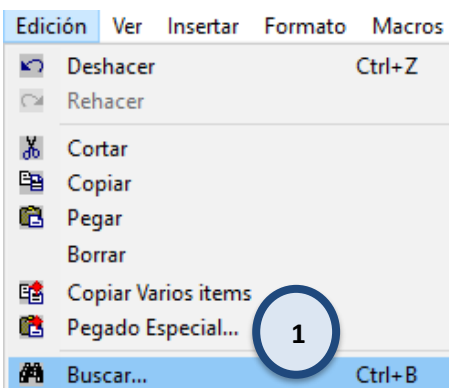 Edición Ver Insertar Formato Macros
Deshacer Ctrl+Z
Rehacer
Cortar
Copiar
Pegar
Borrar
Copiar Varios items
Pegado Especial...
1
Buscar... Ctrl+B